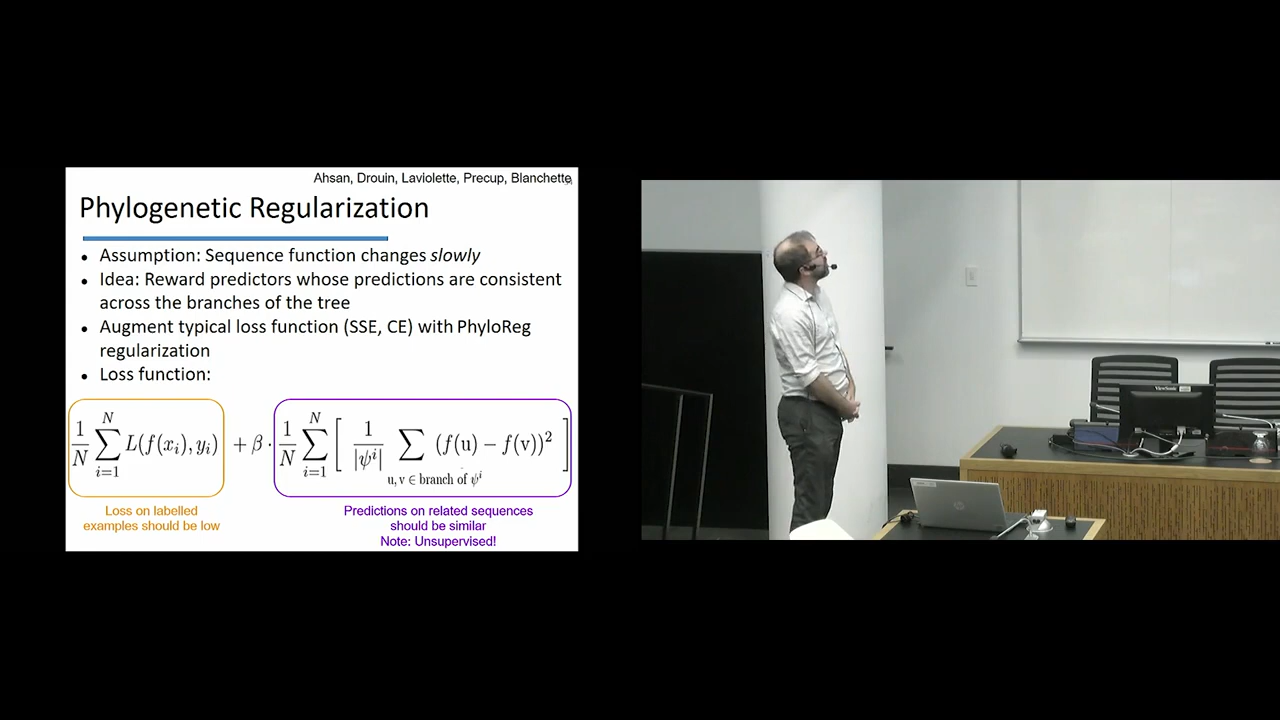 Ahsan, Drouin, Laviolette, Precup, Blanchette
Phylogenetic Regularization
• Assumption: Sequence function changes slowly
• Idea: Reward predictors whose predictions are consistent
across the branches of the tree
• Augment typical loss function (SSE, CE) with PhyloReg
regularization
• Loss function:
1/N ∑_{i=1}^{N} L(f(x_i), y_i) + β · 1/N ∑_{i=1}^{N} [ 1/|ψ^i| ∑_{u, v ∈ branch of ψ^i} (f(u) − f(v))² ]
Loss on labelled
examples should be low
Predictions on related sequences
should be similar
Note: Unsupervised!
ViewSonic